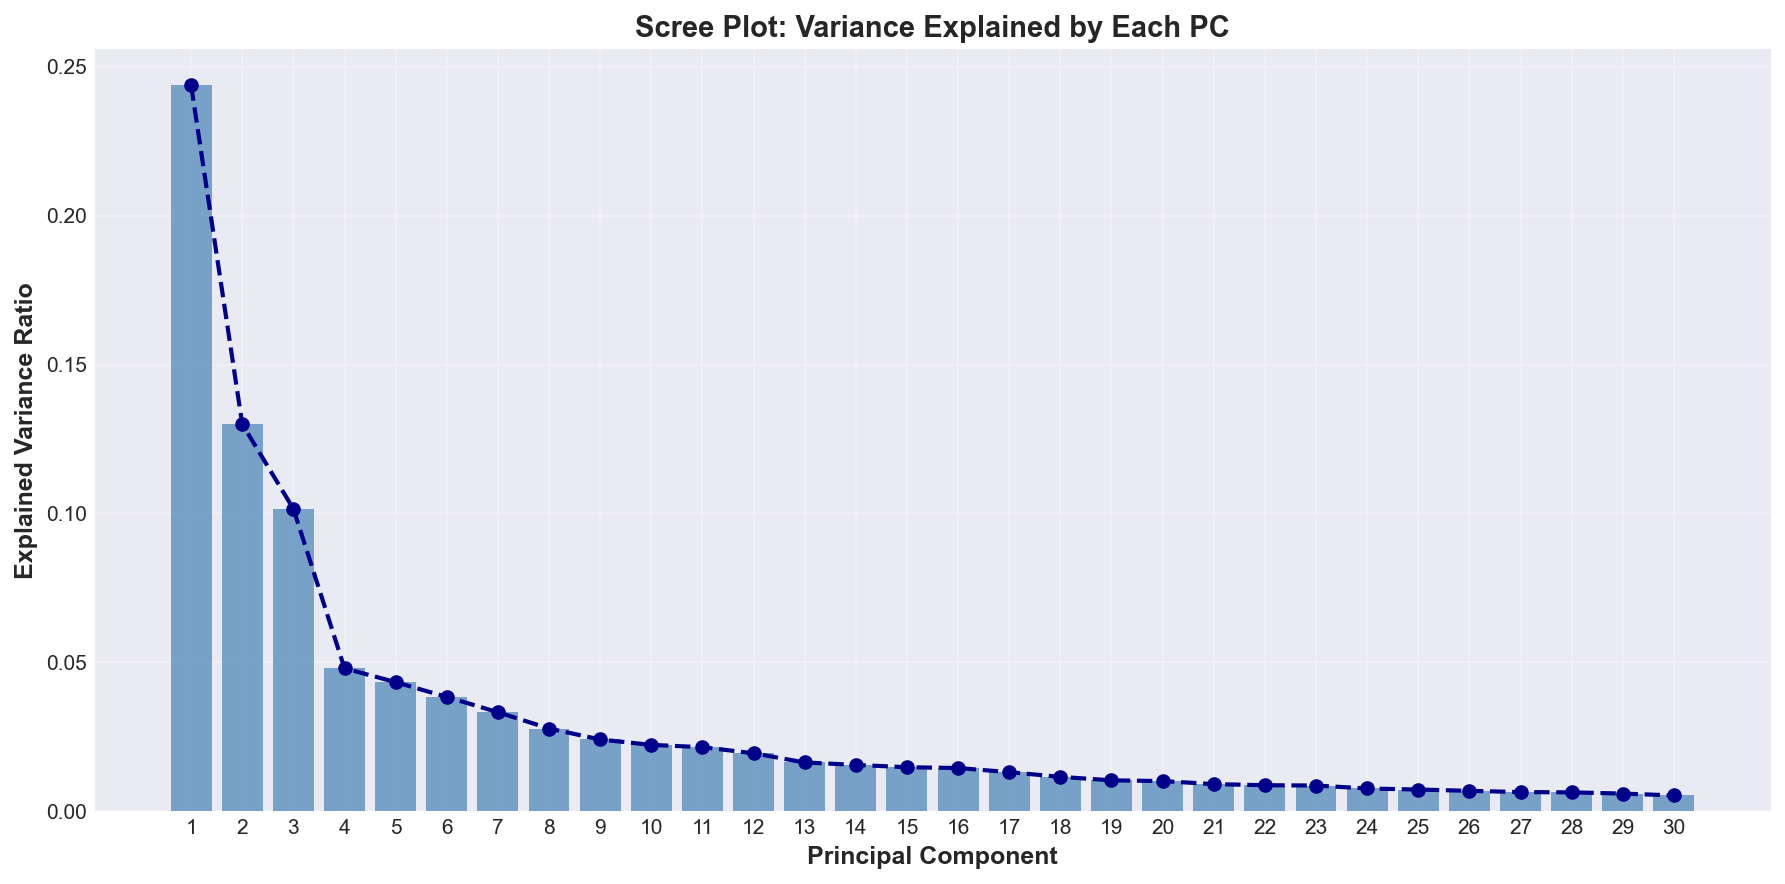 Scree Plot: Variance Explained by Each PC
0.25
0.20
0.15
0.10
0.05
0.00
Explained Variance Ratio
1 2 3 4 5 6 7 8 9 10 11 12 13 14 15 16 17 18 19 20 21 22 23 24 25 26 27 28 29 30
Principal Component